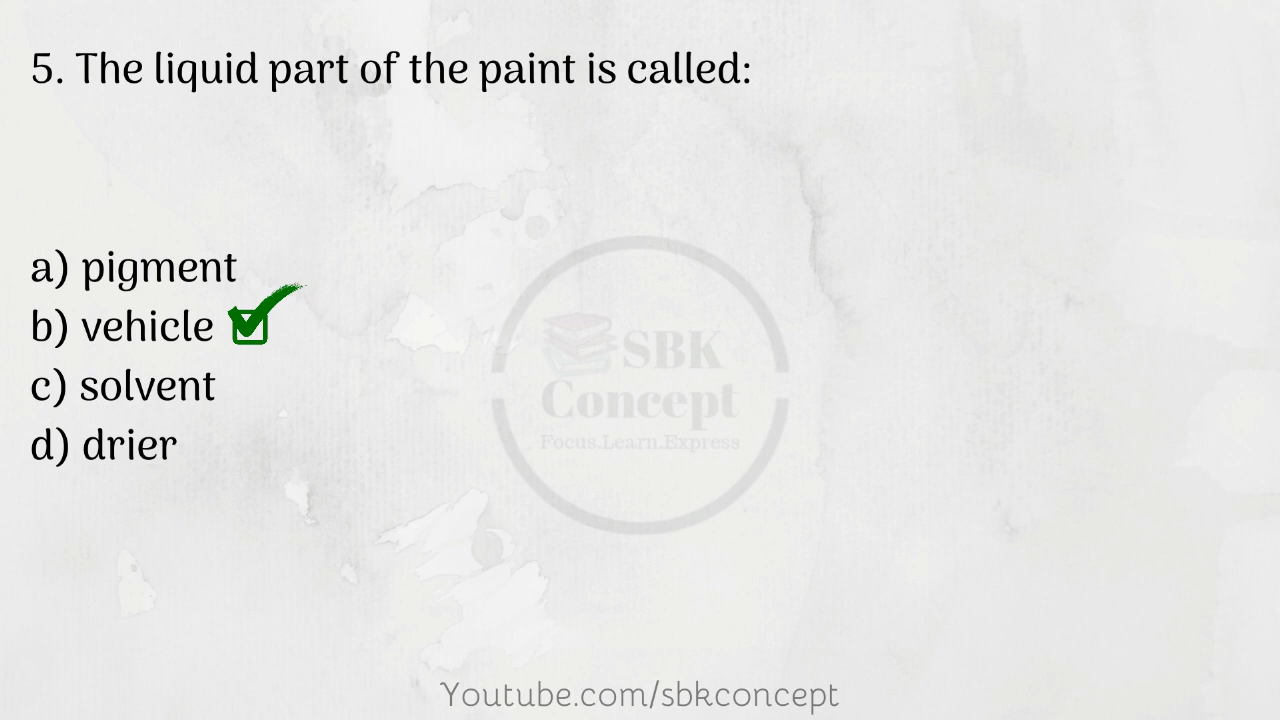 5. The liquid part of the paint is called:
a) pigment
b) vehicle
c) solvent
d) drier
SBK
Concept
Focus.Learn.Express
Youtube.com/sbkconcept